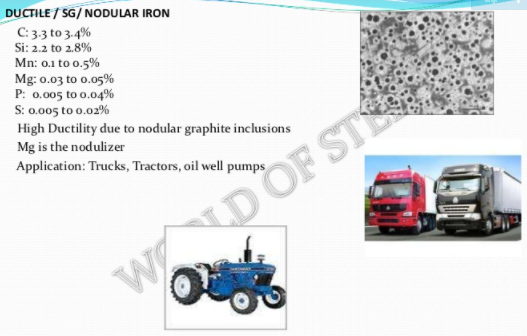 DUCTILE / SG/ NODULAR IRON
C: 3.3 to 3.4%
Si: 2.2 to 2.8%
Mn: 0.1 to 0.5%
Mg: 0.03 to 0.05%
P: 0.005 to 0.04%
S: 0.005 to 0.02%
High Ductility due to nodular graphite inclusions
Mg is the nodulizer
Application: Trucks, Tractors, oil well pumps
WORLD OF STE